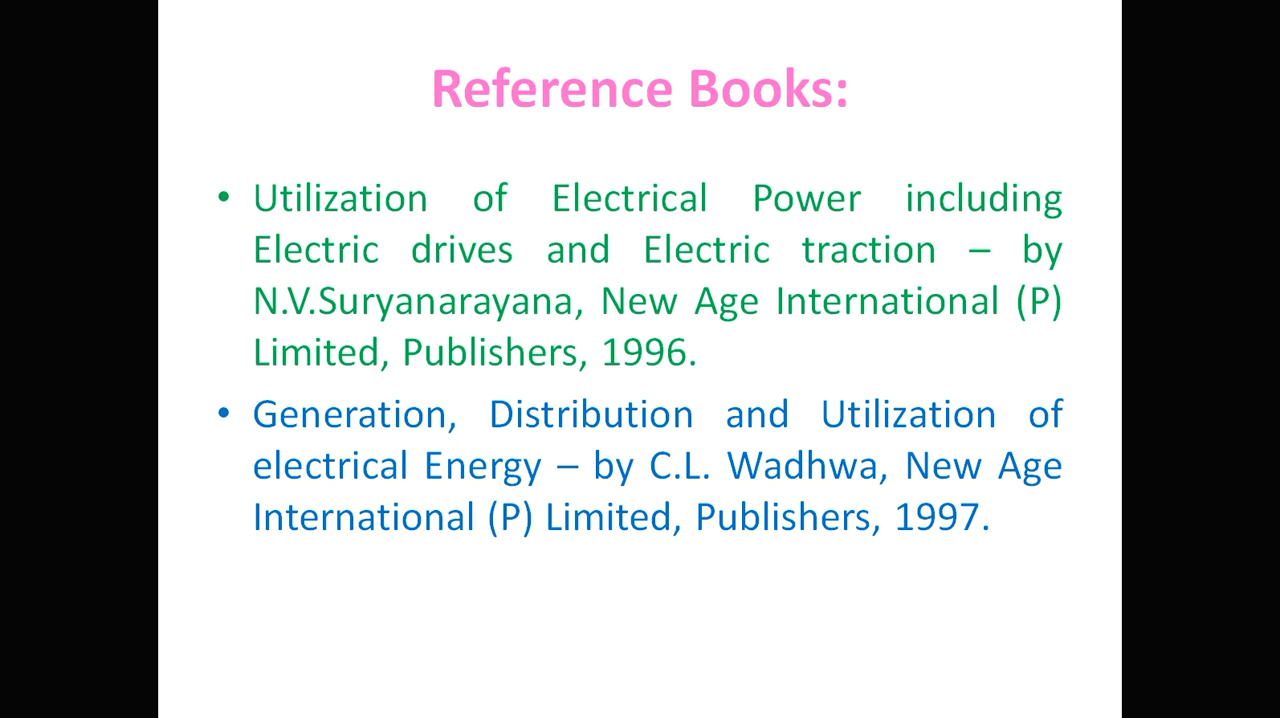 Reference Books:
• Utilization of Electrical Power including
Electric drives and Electric traction – by
N.V.Suryanarayana, New Age International (P)
Limited, Publishers, 1996.
• Generation, Distribution and Utilization of
electrical Energy – by C.L. Wadhwa, New Age
International (P) Limited, Publishers, 1997.